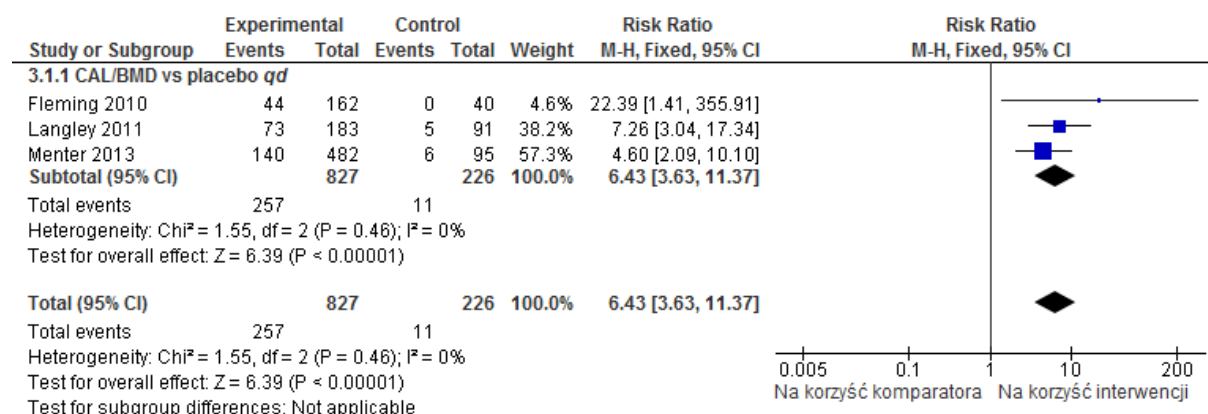 Experimental Control Risk Ratio Risk Ratio
Study or Subgroup Events Total Events Total Weight M-H, Fixed, 95% CI M-H, Fixed, 95% CI
3.1.1 CAL/BMD vs placebo qd
Fleming 2010 44 162 0 40 4.6% 22.39 [1.41, 355.91]
Langley 2011 73 183 5 91 38.2% 7.26 [3.04, 17.34]
Menter 2013 140 482 6 95 57.3% 4.60 [2.09, 10.10]
Subtotal (95% CI) 827 226 100.0% 6.43 [3.63, 11.37]
Total events 257 11
Heterogeneity: Chi² = 1.55, df = 2 (P = 0.46); I² = 0%
Test for overall effect: Z = 6.39 (P < 0.00001)
Total (95% CI) 827 226 100.0% 6.43 [3.63, 11.37]
Total events 257 11
Heterogeneity: Chi² = 1.55, df = 2 (P = 0.46); I² = 0%
Test for overall effect: Z = 6.39 (P < 0.00001)
Test for subgroup differences: Not applicable
0.005 0.1 1 10 200
Na korzyść komparatora Na korzyść interwencji